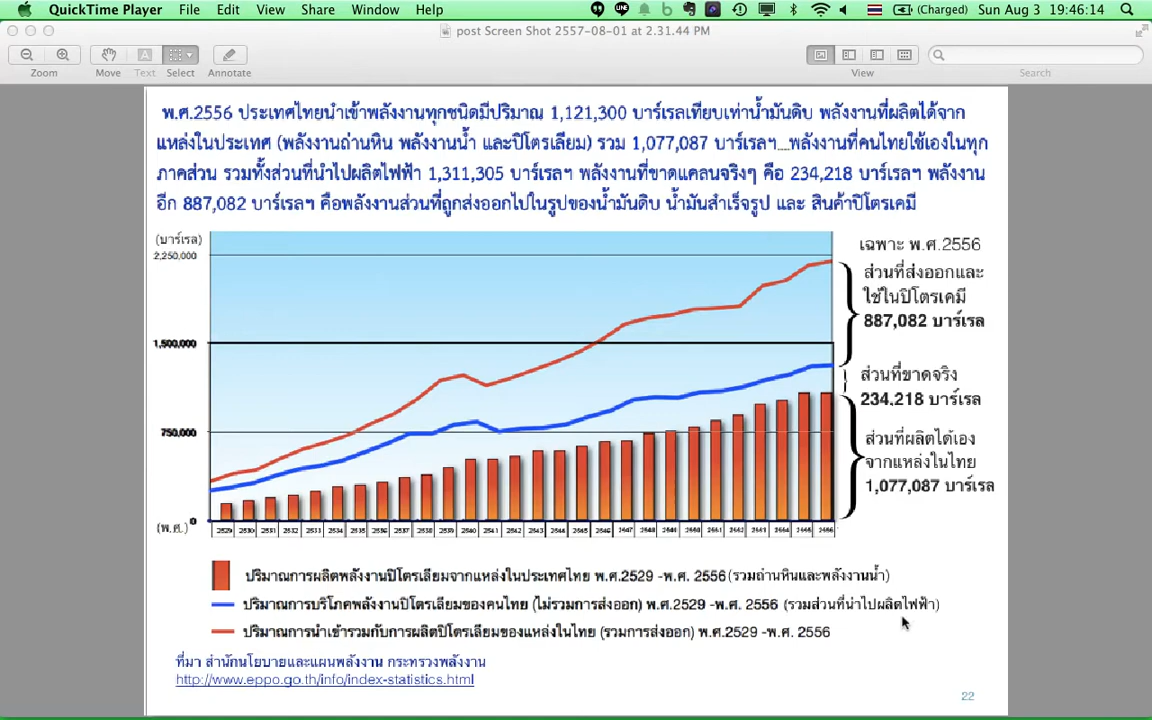 QuickTime Player File Edit View Share Window Help (Charged) Sun Aug 3 19:46:14
post Screen Shot 2557-08-01 at 2.31.44 PM
Zoom Move Text Select Annotate View Search
พ.ศ.2556 ประเทศไทยนำเข้าพลังงานทุกชนิดมีปริมาณ 1,121,300 บาร์เรลเทียบเท่าน้ำมันดิบ พลังงานที่ผลิตได้จาก
แหล่งในประเทศ (พลังงานถ่านหิน พลังงานน้ำ และปิโตรเลียม) รวม 1,077,087 บาร์เรลฯ....พลังงานที่คนไทยใช้เองในทุก
ภาคส่วน รวมทั้งส่วนที่นำไปผลิตไฟฟ้า 1,311,305 บาร์เรลฯ พลังงานที่ขาดแคลนจริงๆ คือ 234,218 บาร์เรลฯ พลังงาน
อีก 887,082 บาร์เรลฯ คือพลังงานส่วนที่ถูกส่งออกไปในรูปของน้ำมันดิบ น้ำมันสำเร็จรูป และ สินค้าปิโตรเคมี
(บาร์เรล)
2,250,000
1,500,000
750,000
0
(พ.ศ.)
2529 2530 2531 2532 2533 2534 2535 2536 2537 2538 2539 2540 2541 2542 2543 2544 2545 2546 2547 2548 2549 2550 2551 2552 2553 2554 2555 2556
เฉพาะ พ.ศ.2556
ส่วนที่ส่งออกและ
ใช้ในปิโตรเคมี
887,082 บาร์เรล
ส่วนที่ขาดจริง
234,218 บาร์เรล
ส่วนที่ผลิตได้เอง
จากแหล่งในไทย
1,077,087 บาร์เรล
ปริมาณการผลิตพลังงานปิโตรเลียมจากแหล่งในประเทศไทย พ.ศ.2529 -พ.ศ. 2556(รวมถ่านหินและพลังงานน้ำ)
ปริมาณการบริโภคพลังงานปิโตรเลียมของคนไทย (ไม่รวมการส่งออก) พ.ศ.2529 -พ.ศ. 2556 (รวมส่วนที่นำไปผลิตไฟฟ้า)
ปริมาณการนำเข้ารวมกับการผลิตปิโตรเลียมของแหล่งในไทย (รวมการส่งออก) พ.ศ.2529 -พ.ศ. 2556
ที่มา สำนักนโยบายและแผนพลังงาน กระทรวงพลังงาน
http://www.eppo.go.th/info/index-statistics.html
22